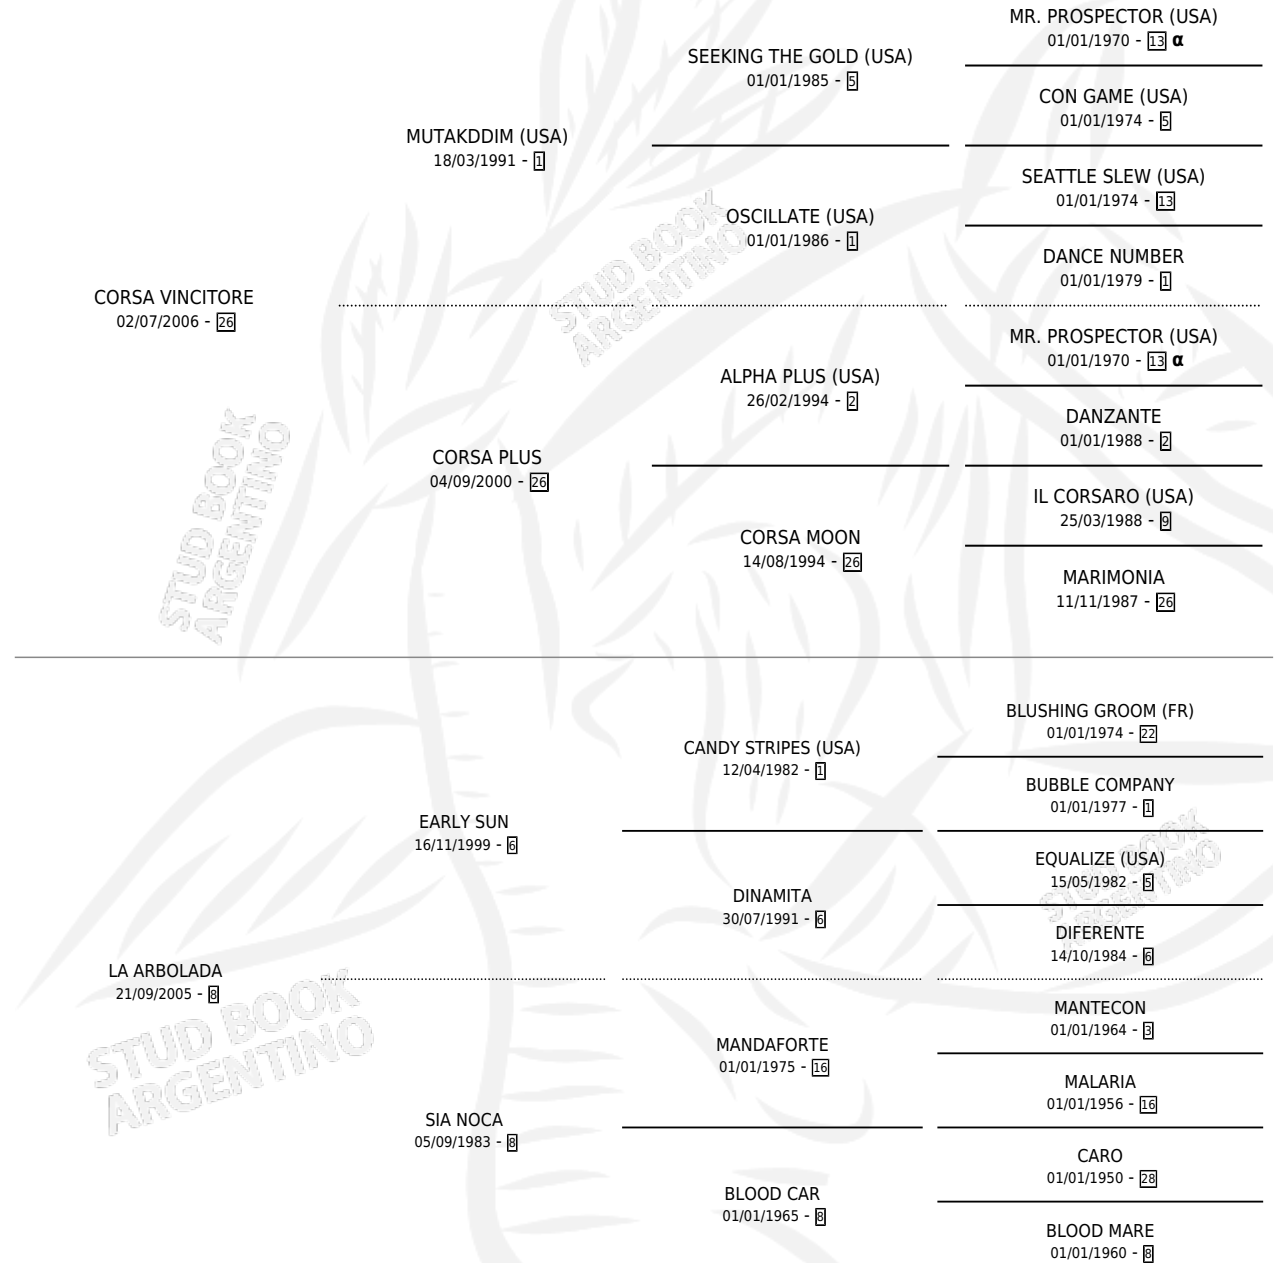 MR. PROSPECTOR (USA)
01/01/1970 - 13 α
SEEKING THE GOLD (USA)
01/01/1985 - 5
CON GAME (USA)
01/01/1974 - 5
MUTAKDDIM (USA)
18/03/1991 - 1
SEATTLE SLEW (USA)
01/01/1974 - 13
OSCILLATE (USA)
01/01/1986 - 1
DANCE NUMBER
01/01/1979 - 1
CORSA VINCITORE
02/07/2006 - 26
MR. PROSPECTOR (USA)
01/01/1970 - 13 α
ALPHA PLUS (USA)
26/02/1994 - 2
DANZANTE
01/01/1988 - 2
CORSA PLUS
04/09/2000 - 26
IL CORSARO (USA)
25/03/1988 - 9
CORSA MOON
14/08/1994 - 26
MARIMONIA
11/11/1987 - 26
BLUSHING GROOM (FR)
01/01/1974 - 22
CANDY STRIPES (USA)
12/04/1982 - 1
BUBBLE COMPANY
01/01/1977 - 1
EARLY SUN
16/11/1999 - 6
EQUALIZE (USA)
15/05/1982 - 5
DINAMITA
30/07/1991 - 6
DIFERENTE
14/10/1984 - 6
LA ARBOLADA
21/09/2005 - 8
MANTECON
01/01/1964 - 3
MANDAFORTE
01/01/1975 - 16
MALARIA
01/01/1956 - 16
SIA NOCA
05/09/1983 - 8
CARO
01/01/1950 - 28
BLOOD CAR
01/01/1965 - 8
BLOOD MARE
01/01/1960 - 8
STUD BOOK
ARGENTINO
STUD BOOK
ARGENTINO
STUD BOOK
ARGENTINO
STUD BOOK
ARGENTINO